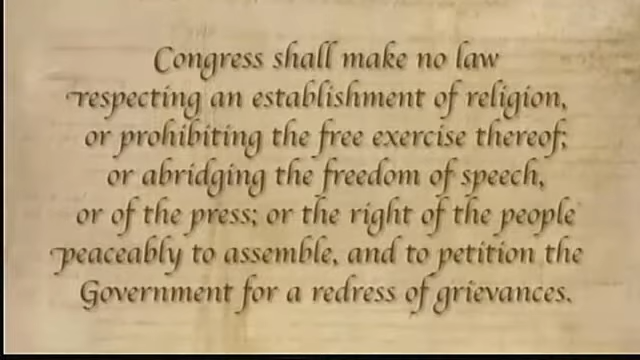 Congress shall make no law
respecting an establishment of religion,
or prohibiting the free exercise thereof;
or abridging the freedom of speech,
or of the press; or the right of the people
peaceably to assemble, and to petition the
Government for a redress of grievances.